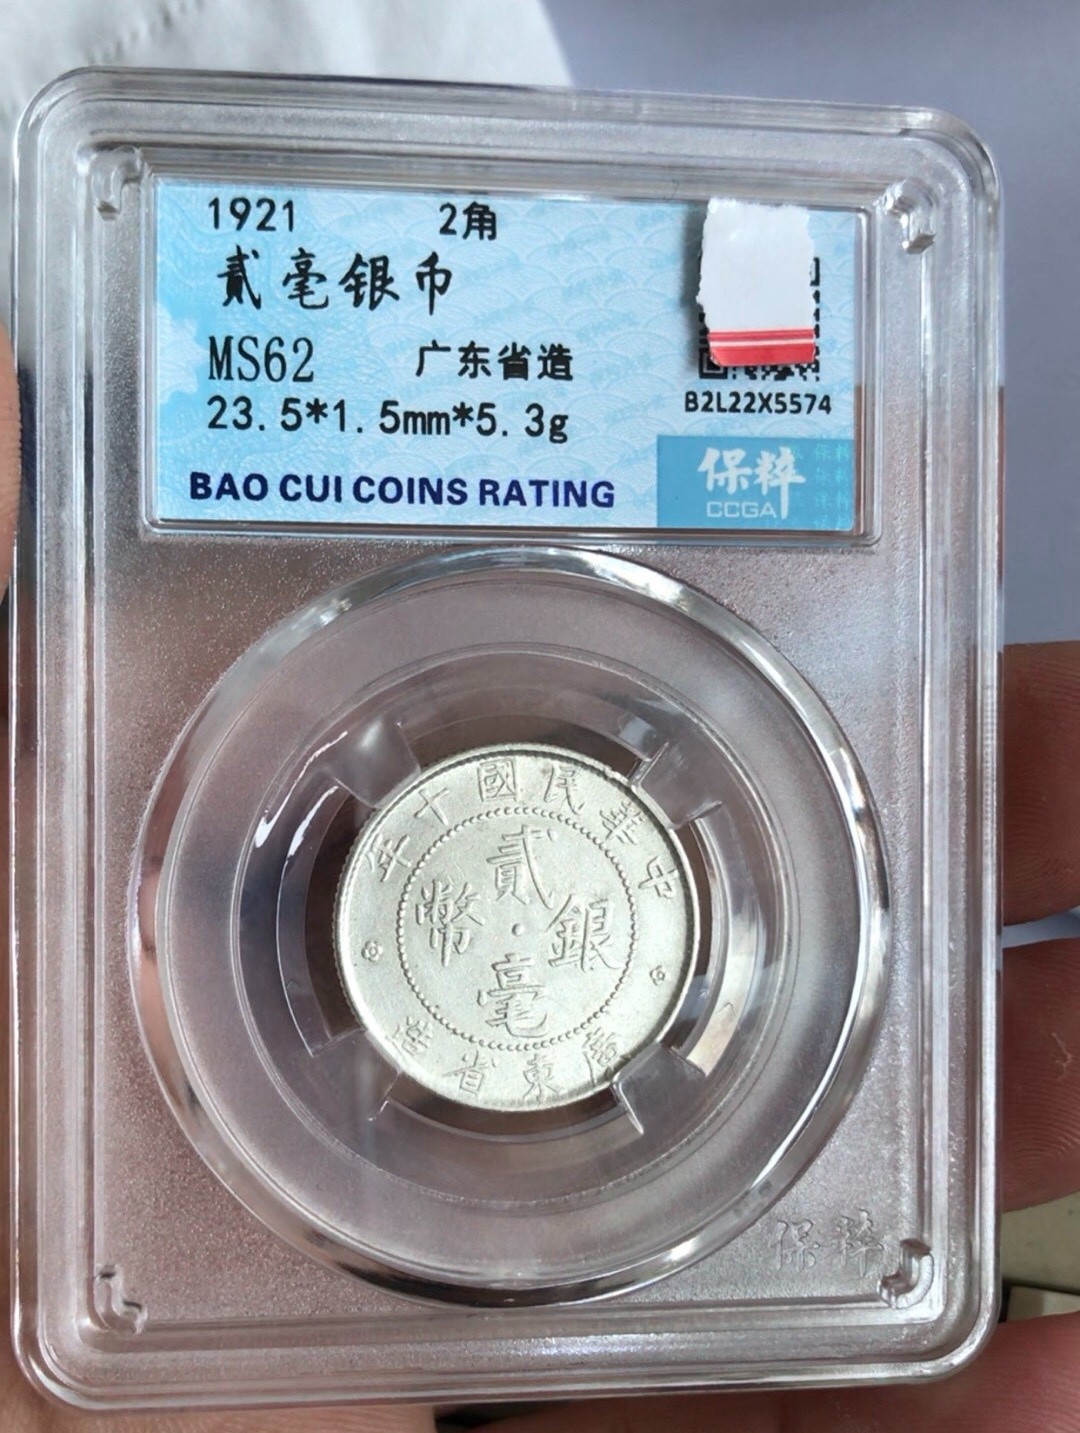 1921 2角
貳毫银币
MS62 广东省造
23.5*1.5mm*5.3g
B2L22X5574
BAO CUI COINS RATING
保粹
CCGA
中華民國十年
貳毫銀幣
廣東省造
保粹